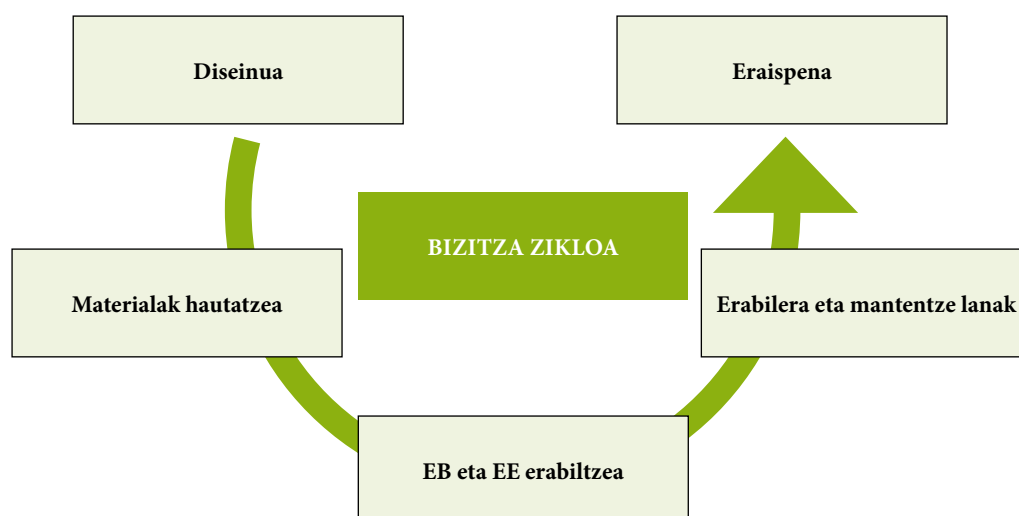 Diseinua
Eraispena
BIZITZA ZIKLOA
Materialak hautatzea
Erabilera eta mantentze lanak
EB eta EE erabiltzea